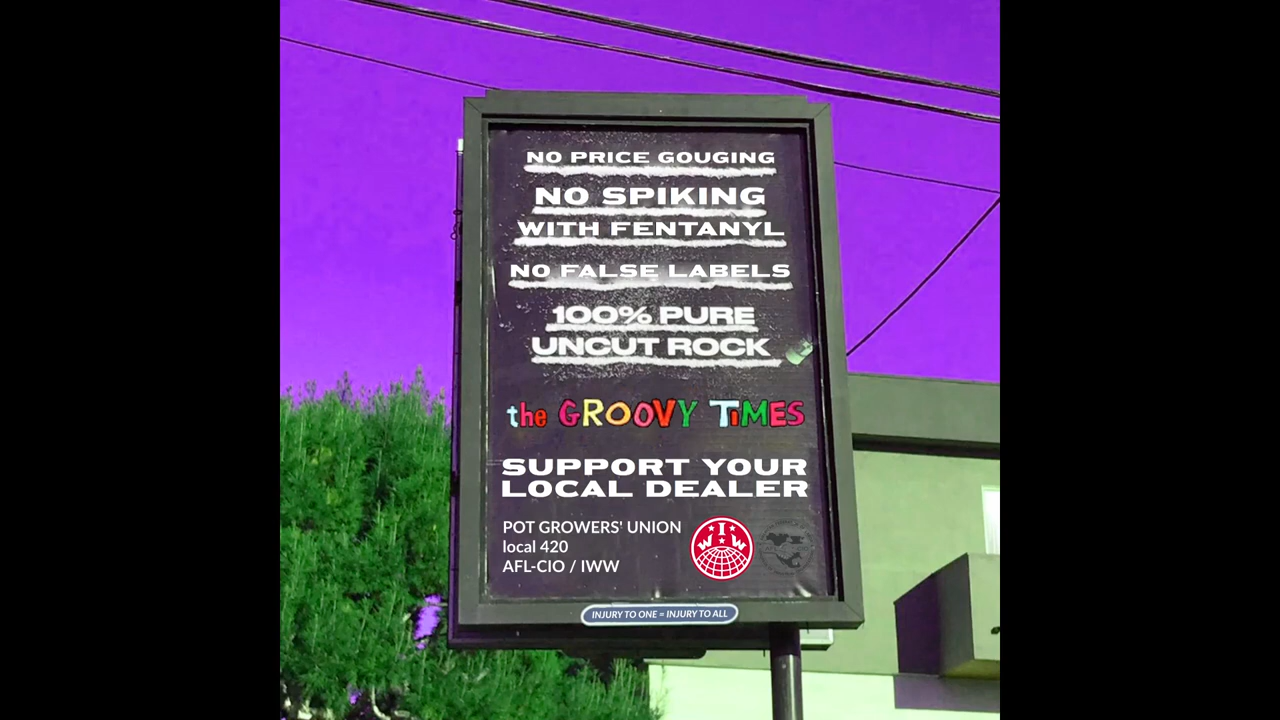 NO PRICE GOUGING
NO SPIKING
WITH FENTANYL
NO FALSE LABELS
100% PURE
UNCUT ROCK
the GROOVY TiMES
SUPPORT YOUR
LOCAL DEALER
POT GROWERS' UNION
local 420
AFL-CIO / IWW
I W W
INJURY TO ONE = INJURY TO ALL